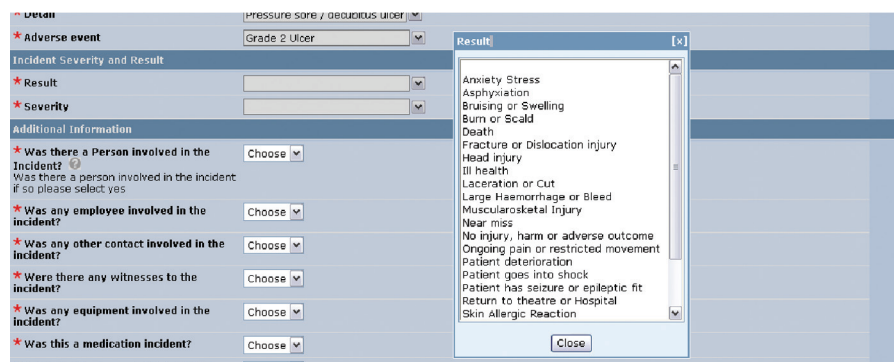 * Detail
Pressure sore / decubitus ulcer
* Adverse event
Grade 2 Ulcer
Incident Severity and Result
* Result
* Severity
Additional Information
* Was there a Person involved in the
Incident?
Was there a person involved in the incident
if so please select yes
Choose
* Was any employee involved in the
incident?
Choose
* Was any other contact involved in the
incident?
Choose
* Were there any witnesses to the
incident?
Choose
* Was any equipment involved in the
incident?
Choose
* Was this a medication incident?
Choose
Result
[x]
Anxiety Stress
Asphyxiation
Bruising or Swelling
Burn or Scald
Death
Fracture or Dislocation injury
Head injury
Ill health
Laceration or Cut
Large Haemorrhage or Bleed
Muscularosketal Injury
Near miss
No injury, harm or adverse outcome
Ongoing pain or restricted movement
Patient deterioration
Patient goes into shock
Patient has seizure or epileptic fit
Return to theatre or Hospital
Skin Allergic Reaction
Close